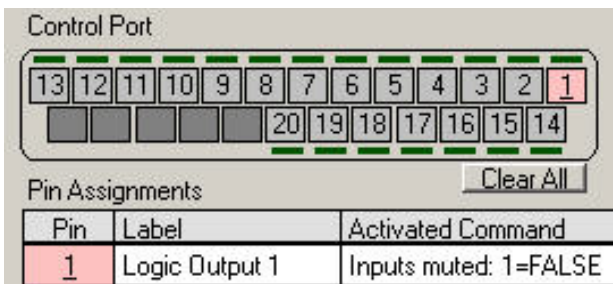 Control Port
13 12 11 10 9 8 7 6 5 4 3 2 1
20 19 18 17 16 15 14
Clear All
Pin Assignments
Pin Label Activated Command
1 Logic Output 1 Inputs muted: 1=FALSE